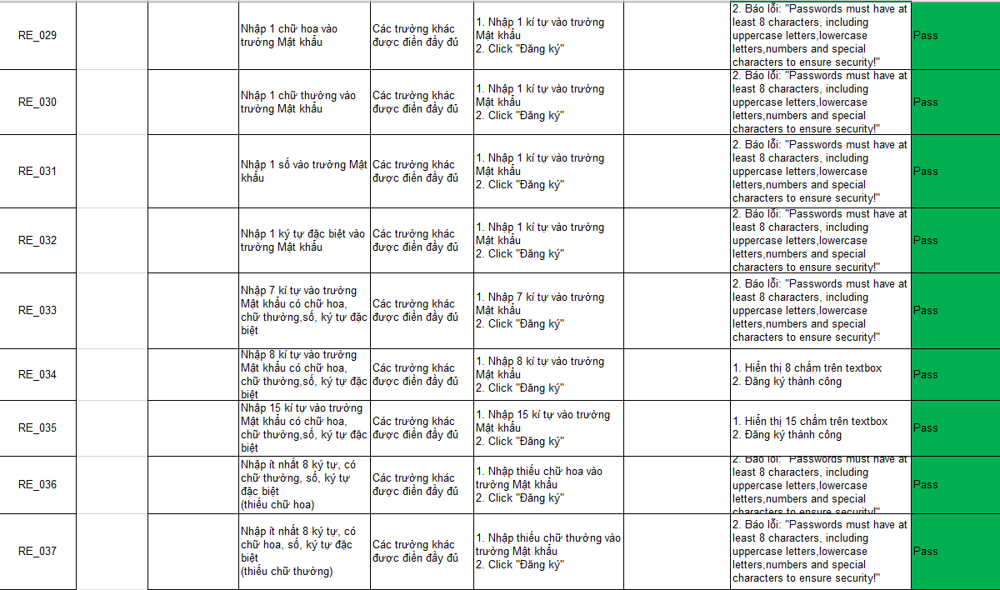 RE_029
Nhập 1 chữ hoa vào
trường Mật khẩu
Các trường khác
được điền đầy đủ
1. Nhập 1 kí tự vào trường
Mật khẩu
2. Click "Đăng ký"
2. Báo lỗi: "Passwords must have at
least 8 characters, including
uppercase letters,lowercase
letters,numbers and special
characters to ensure security!"
Pass
RE_030
Nhập 1 chữ thường vào
trường Mật khẩu
Các trường khác
được điền đầy đủ
1. Nhập 1 kí tự vào trường
Mật khẩu
2. Click "Đăng ký"
2. Báo lỗi: "Passwords must have at
least 8 characters, including
uppercase letters,lowercase
letters,numbers and special
characters to ensure security!"
Pass
RE_031
Nhập 1 số vào trường Mật
khẩu
Các trường khác
được điền đầy đủ
1. Nhập 1 kí tự vào trường
Mật khẩu
2. Click "Đăng ký"
2. Báo lỗi: "Passwords must have at
least 8 characters, including
uppercase letters,lowercase
letters,numbers and special
characters to ensure security!"
Pass
RE_032
Nhập 1 ký tự đặc biệt vào
trường Mật khẩu
Các trường khác
được điền đầy đủ
1. Nhập 1 kí tự vào trường
Mật khẩu
2. Click "Đăng ký"
2. Báo lỗi: "Passwords must have at
least 8 characters, including
uppercase letters,lowercase
letters,numbers and special
characters to ensure security!"
Pass
RE_033
Nhập 7 kí tự vào trường
Mật khẩu có chữ hoa,
chữ thường,số, ký tự đặc
biệt
Các trường khác
được điền đầy đủ
1. Nhập 7 kí tự vào trường
Mật khẩu
2. Click "Đăng ký"
2. Báo lỗi: "Passwords must have at
least 8 characters, including
uppercase letters,lowercase
letters,numbers and special
characters to ensure security!"
Pass
RE_034
Nhập 8 kí tự vào trường
Mật khẩu có chữ hoa,
chữ thường,số, ký tự đặc
biệt
Các trường khác
được điền đầy đủ
1. Nhập 8 kí tự vào trường
Mật khẩu
2. Click "Đăng ký"
1. Hiển thị 8 chấm trên textbox
2. Đăng ký thành công
Pass
RE_035
Nhập 15 kí tự vào trường
Mật khẩu có chữ hoa,
chữ thường,số, ký tự đặc
biệt
Các trường khác
được điền đầy đủ
1. Nhập 15 kí tự vào trường
Mật khẩu
2. Click "Đăng ký"
1. Hiển thị 15 chấm trên textbox
2. Đăng ký thành công
Pass
RE_036
Nhập ít nhất 8 ký tự, có
chữ thường, số, ký tự
đặc biệt
(thiếu chữ hoa)
Các trường khác
được điền đầy đủ
1. Nhập thiếu chữ hoa vào
trường Mật khẩu
2. Click "Đăng ký"
2. Báo lỗi: "Passwords must have at
least 8 characters, including
uppercase letters,lowercase
letters,numbers and special
characters to ensure security!"
Pass
RE_037
Nhập ít nhất 8 ký tự, có
chữ hoa, số, ký tự đặc
biệt
(thiếu chữ thường)
Các trường khác
được điền đầy đủ
1. Nhập thiếu chữ thường vào
trường Mật khẩu
2. Click "Đăng ký"
2. Báo lỗi: "Passwords must have at
least 8 characters, including
uppercase letters,lowercase
letters,numbers and special
characters to ensure security!"
Pass